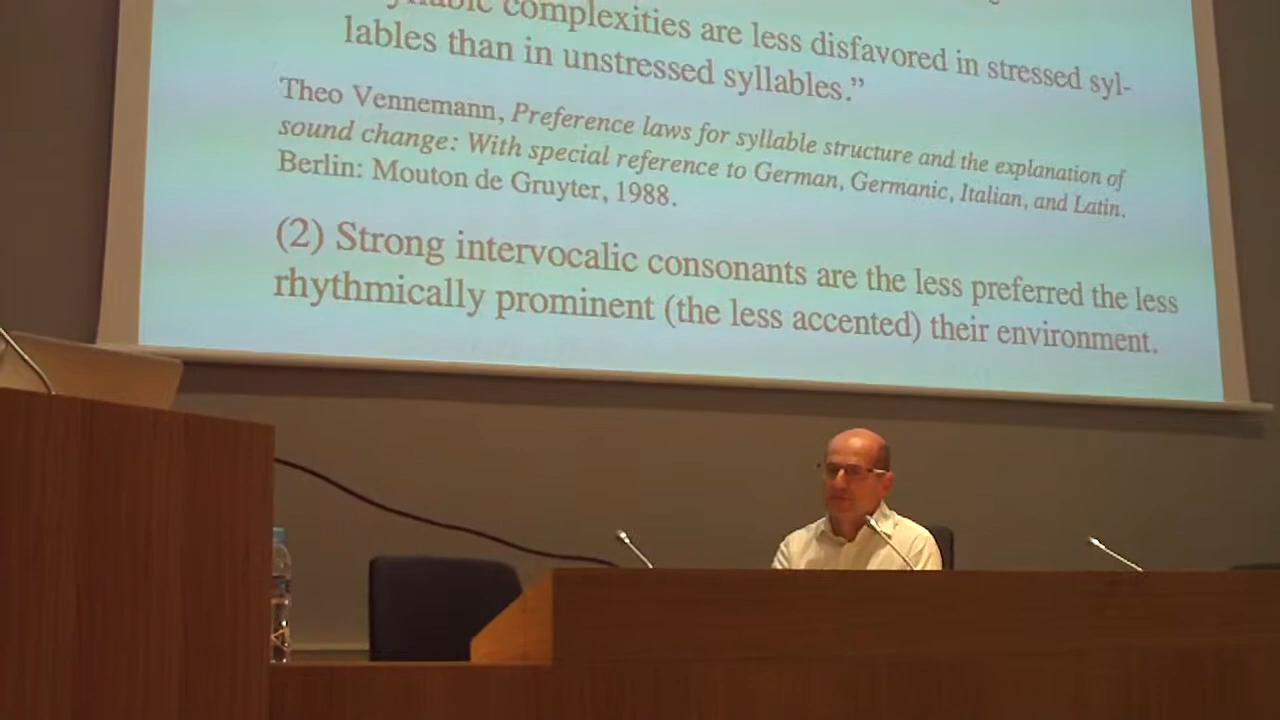 complexities are less disfavored in stressed syl-
lables than in unstressed syllables.”
Theo Vennemann, Preference laws for syllable structure and the explanation of
sound change: With special reference to German, Germanic, Italian, and Latin.
Berlin: Mouton de Gruyter, 1988.
(2) Strong intervocalic consonants are the less preferred the less
rhythmically prominent (the less accented) their environment.